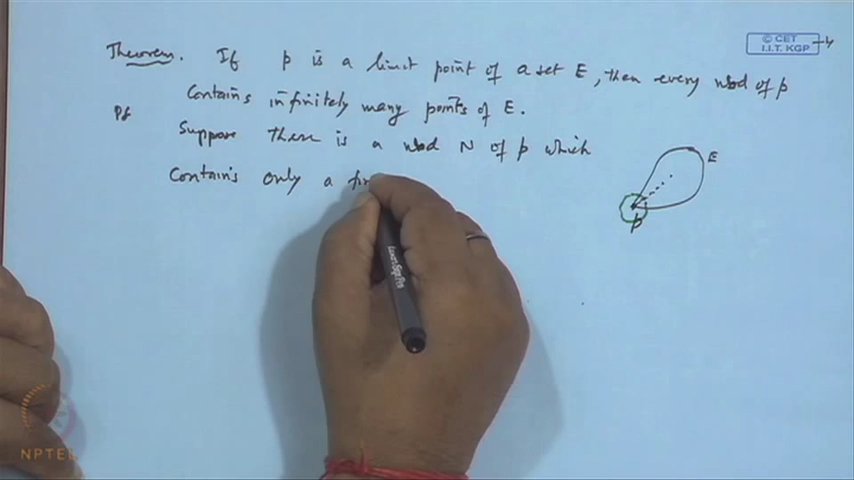 © CET
I.I.T. KGP
Theorem. If p is a limit point of a set E, then every nbd of p
Contains infinitely many points of E.
Pf Suppose there is a nbd N of p which
Contains only a
E
p
NPTEL